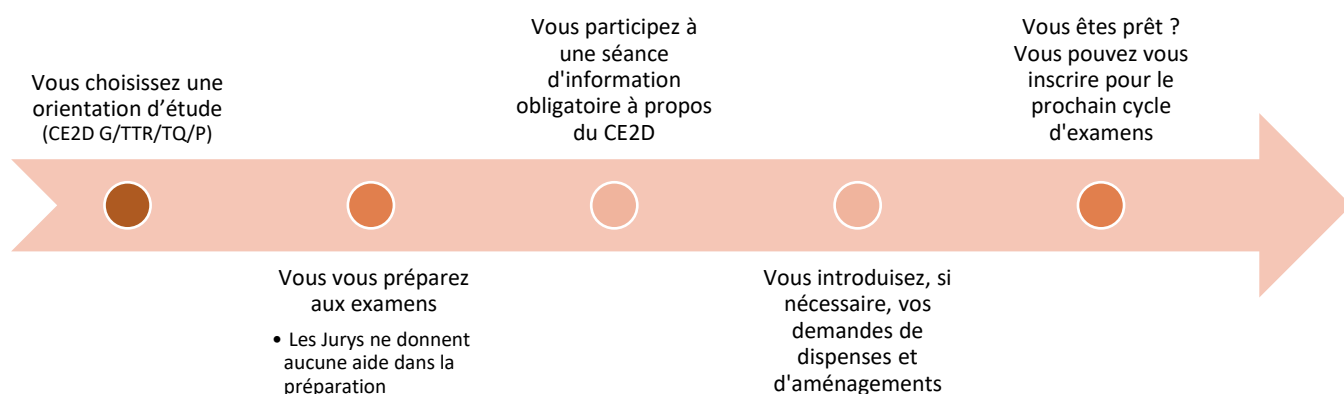 Vous choisissez une
orientation d’étude
(CE2D G/TTR/TQ/P)
Vous vous préparez
aux examens
• Les Jurys ne donnent
aucune aide dans la
préparation
Vous participez à
une séance
d'information
obligatoire à propos
du CE2D
Vous introduisez, si
nécessaire, vos
demandes de
dispenses et
d'aménagements
Vous êtes prêt ?
Vous pouvez vous
inscrire pour le
prochain cycle
d'examens